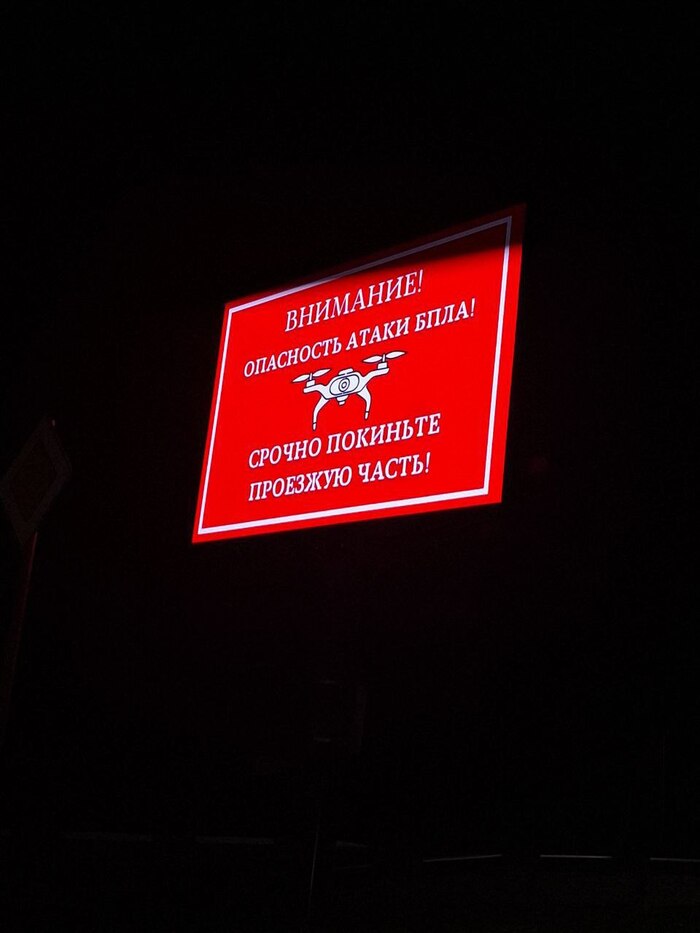 ВНИМАНИЕ!
ОПАСНОСТЬ АТАКИ БПЛА!
СРОЧНО ПОКИНЬТЕ
ПРОЕЗЖУЮ ЧАСТЬ!